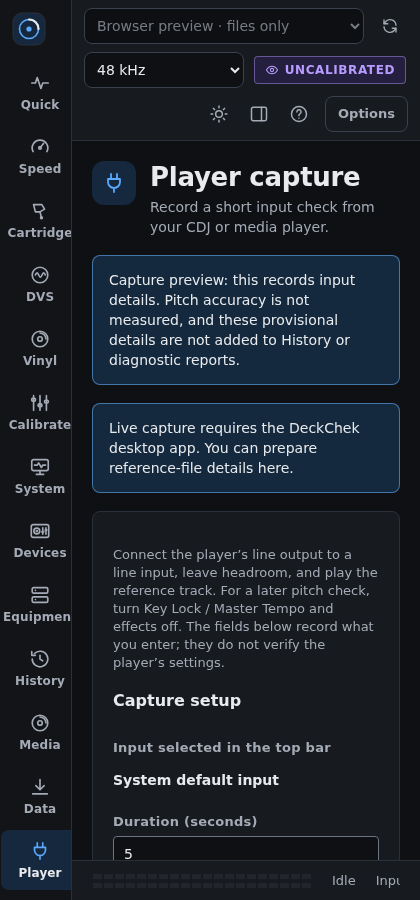 Browser preview · files only
48 kHz
UNCALIBRATED
Options
Quick
Speed
Cartridge
DVS
Vinyl
Calibrate
System
Devices
Equipmen
History
Media
Data
Player
Player capture
Record a short input check from
your CDJ or media player.
Capture preview: this records input
details. Pitch accuracy is not
measured, and these provisional
details are not added to History or
diagnostic reports.
Live capture requires the DeckChek
desktop app. You can prepare
reference-file details here.
Connect the player’s line output to a
line input, leave headroom, and play the
reference track. For a later pitch check,
turn Key Lock / Master Tempo and
effects off. The fields below record what
you enter; they do not verify the
player’s settings.
Capture setup
Input selected in the top bar
System default input
Duration (seconds)
5
Idle
Inpu